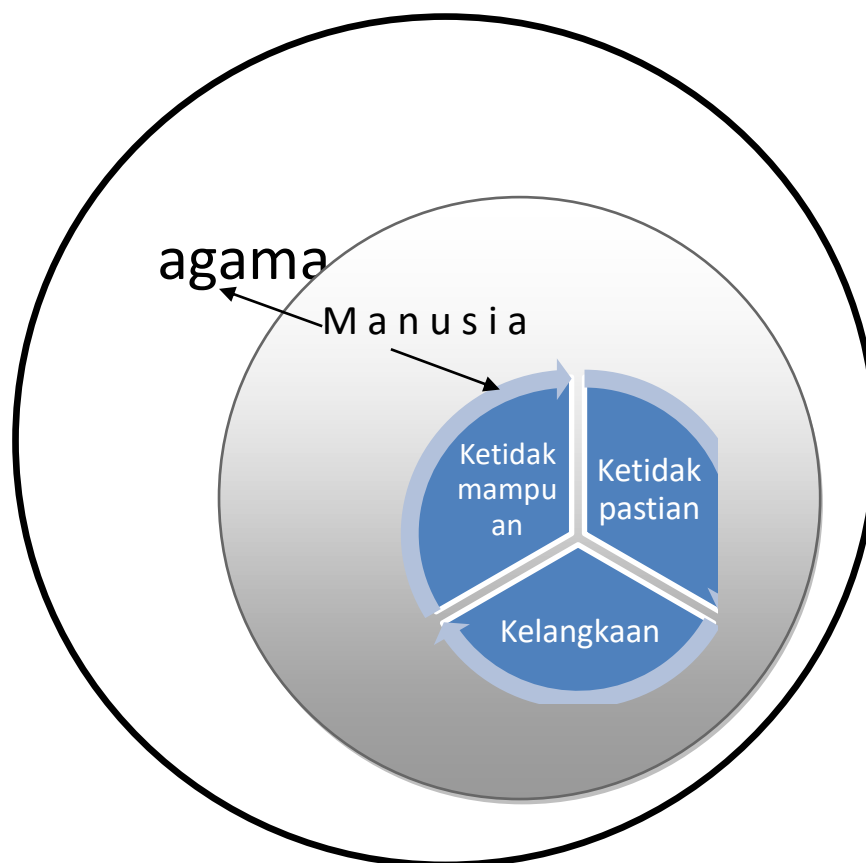 agama
M a n u s i a
Ketidak
mampu
an
Ketidak
pastian
Kelangkaan